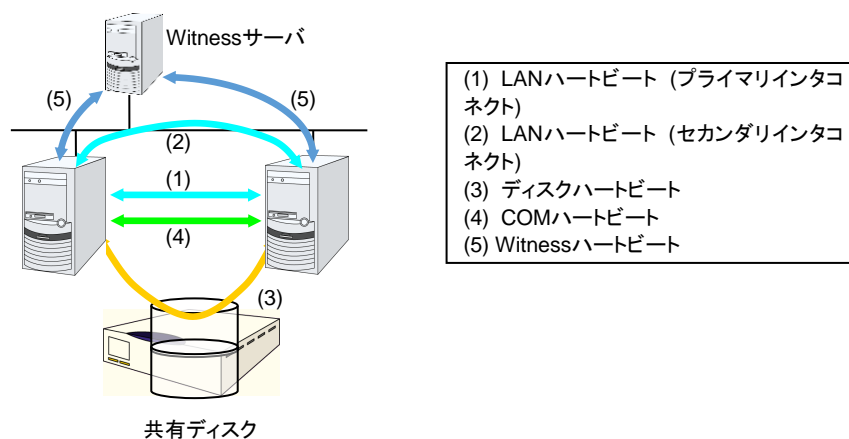 Witnessサーバ
(5)
(5)
(2)
(1)
(4)
(3)
共有ディスク
(1) LANハートビート (プライマリインタコ
ネクト)
(2) LANハートビート (セカンダリインタコ
ネクト)
(3) ディスクハートビート
(4) COMハートビート
(5) Witnessハートビート